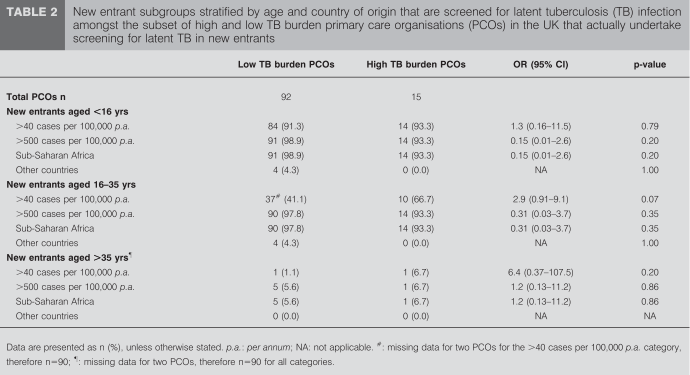 TABLE 2 New entrant subgroups stratified by age and country of origin that are screened for latent tuberculosis (TB) infection
amongst the subset of high and low TB burden primary care organisations (PCOs) in the UK that actually undertake
screening for latent TB in new entrants
Low TB burden PCOs High TB burden PCOs OR (95% CI) p-value
Total PCOs n 92 15
New entrants aged <16 yrs
>40 cases per 100,000 p.a. 84 (91.3) 14 (93.3) 1.3 (0.16–11.5) 0.79
>500 cases per 100,000 p.a. 91 (98.9) 14 (93.3) 0.15 (0.01–2.6) 0.20
Sub-Saharan Africa 91 (98.9) 14 (93.3) 0.15 (0.01–2.6) 0.20
Other countries 4 (4.3) 0 (0.0) NA 1.00
New entrants aged 16–35 yrs
>40 cases per 100,000 p.a. 37# (41.1) 10 (66.7) 2.9 (0.91–9.1) 0.07
>500 cases per 100,000 p.a. 90 (97.8) 14 (93.3) 0.31 (0.03–3.7) 0.35
Sub-Saharan Africa 90 (97.8) 14 (93.3) 0.31 (0.03–3.7) 0.35
Other countries 4 (4.3) 0 (0.0) NA 1.00
New entrants aged >35 yrs¶
>40 cases per 100,000 p.a. 1 (1.1) 1 (6.7) 6.4 (0.37–107.5) 0.20
>500 cases per 100,000 p.a. 5 (5.6) 1 (6.7) 1.2 (0.13–11.2) 0.86
Sub-Saharan Africa 5 (5.6) 1 (6.7) 1.2 (0.13–11.2) 0.86
Other countries 0 (0.0) 0 (0.0) NA NA
Data are presented as n (%), unless otherwise stated. p.a.: per annum; NA: not applicable. #: missing data for two PCOs for the >40 cases per 100,000 p.a. category,
therefore n=90; ¶: missing data for two PCOs, therefore n=90 for all categories.